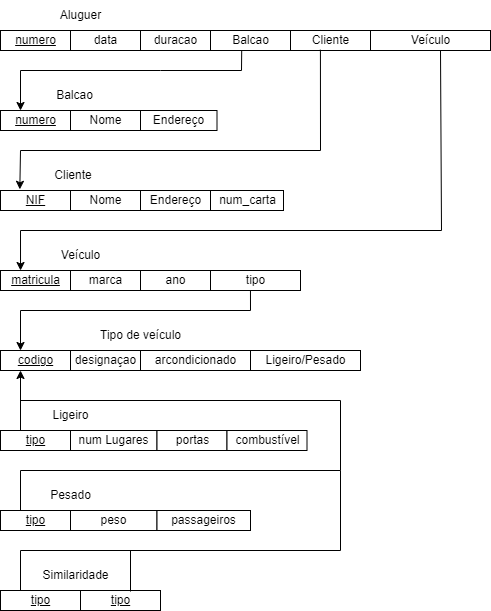 Aluguer
numero data duracao Balcao Cliente Veículo
Balcao
numero Nome Endereço
Cliente
NIF Nome Endereço num_carta
Veículo
matricula marca ano tipo
Tipo de veículo
codigo designaçao arcondicionado Ligeiro/Pesado
Ligeiro
tipo num Lugares portas combustível
Pesado
tipo peso passageiros
Similaridade
tipo tipo